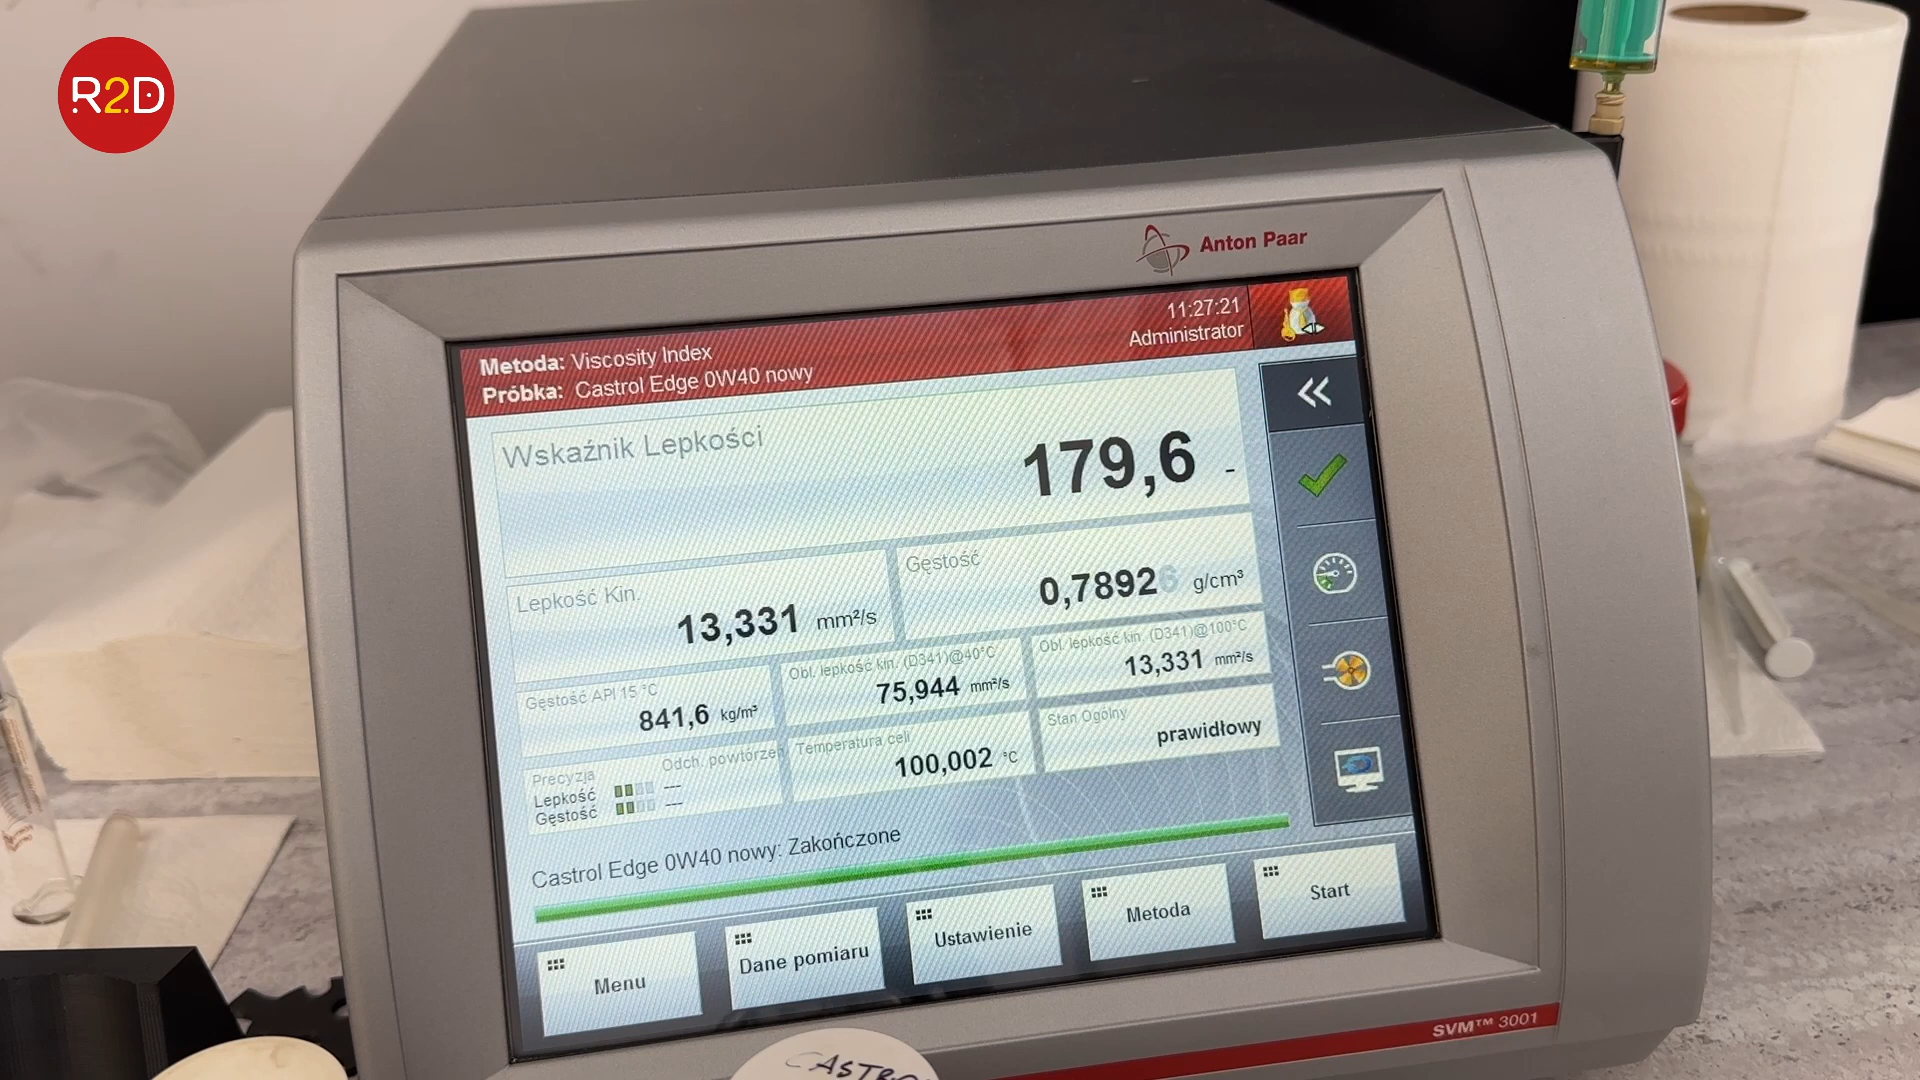 R2D
Anton Paar
11:27:21
Administrator
Metoda: Viscosity Index
Próbka: Castrol Edge 0W40 nowy
Wskaźnik Lepkości
179,6 -
Lepkość Kin.
13,331 mm²/s
Gęstość
0,78926 g/cm³
Gęstość API 15 °C
841,6 kg/m³
Obl. lepkość kin. (D341)@40°C
75,944 mm²/s
Obl. lepkość kin. (D341)@100°C
13,331 mm²/s
Precyzja
Odch. powtórzeń
Lepkość ---
Gęstość ---
Temperatura celi
100,002 °C
Stan Ogólny
prawidłowy
Castrol Edge 0W40 nowy: Zakończone
Menu
Dane pomiaru
Ustawienie
Metoda
Start
SVM™ 3001